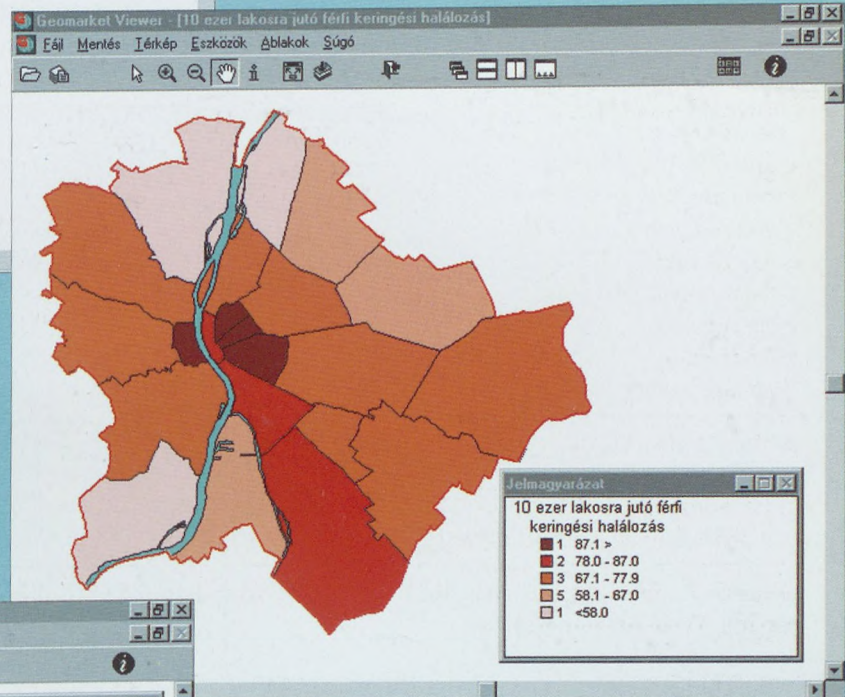 Geomarket Viewer - [10 ezer lakosra jutó férfi keringési halálozás]
Fájl Mentés Térkép Eszközök Ablakok Súgó
Jelmagyarázat
10 ezer lakosra jutó férfi
keringési halálozás
1 87.1 >
2 78.0 - 87.0
3 67.1 - 77.9
5 58.1 - 67.0
1 <58.0